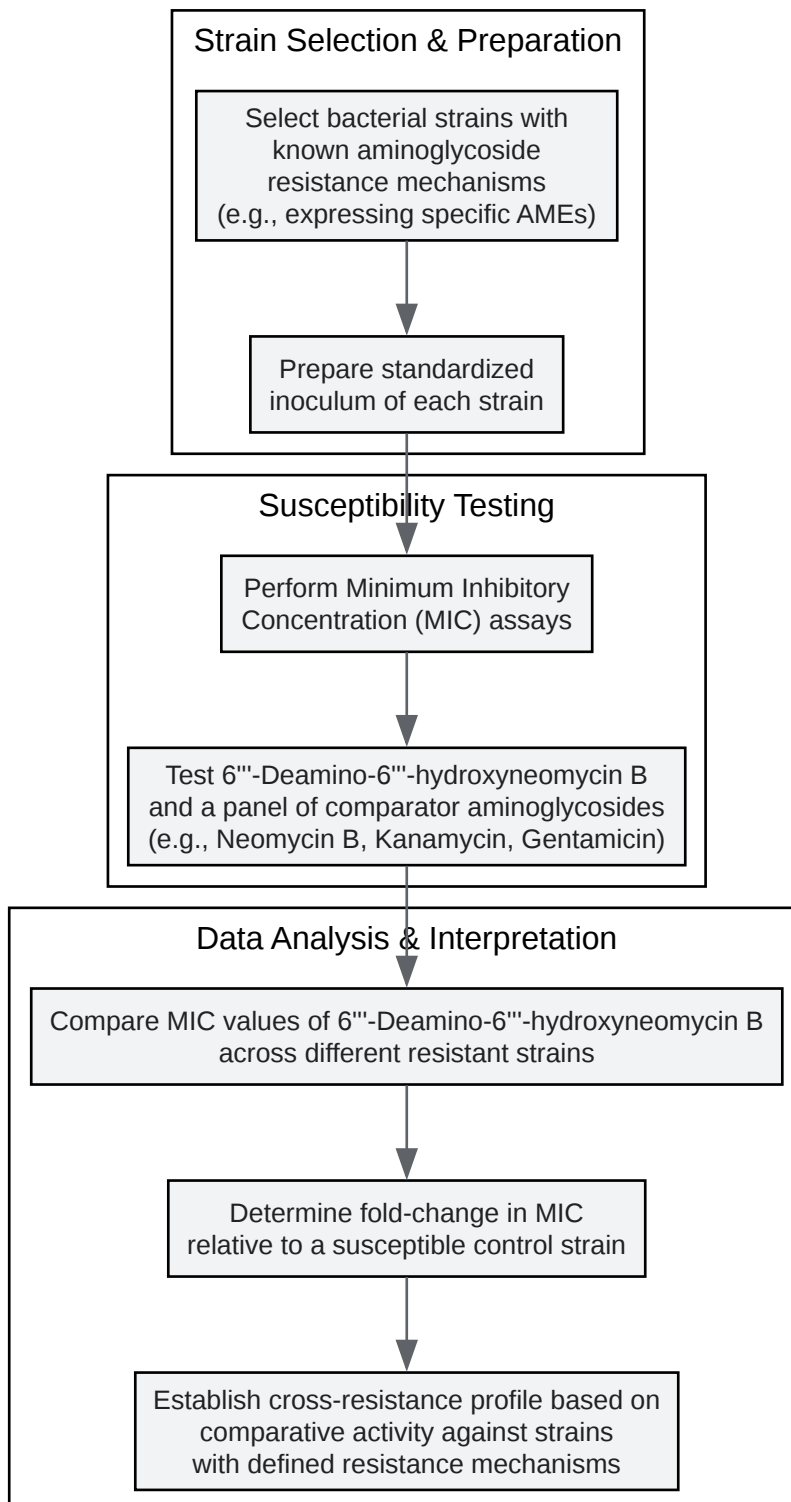 Strain Selection & Preparation
Select bacterial strains with
known aminoglycoside
resistance mechanisms
(e.g., expressing specific AMEs)
Prepare standardized
inoculum of each strain
Susceptibility Testing
Perform Minimum Inhibitory
Concentration (MIC) assays
Test 6'''-Deamino-6'''-hydroxyneomycin B
and a panel of comparator aminoglycosides
(e.g., Neomycin B, Kanamycin, Gentamicin)
Data Analysis & Interpretation
Compare MIC values of 6'''-Deamino-6'''-hydroxyneomycin B
across different resistant strains
Determine fold-change in MIC
relative to a susceptible control strain
Establish cross-resistance profile based on
comparative activity against strains
with defined resistance mechanisms